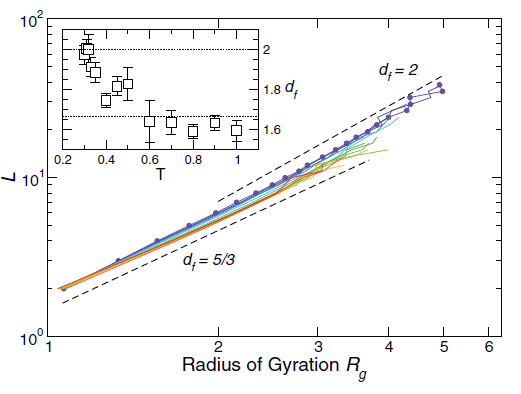 10²
2
1.8
d_f
1.6
0.2 0.4 0.6 0.8 1
T
d_f = 2
L
10¹
d_f = 5/3
10⁰
1 2 3 4 5 6
Radius of Gyration R_g